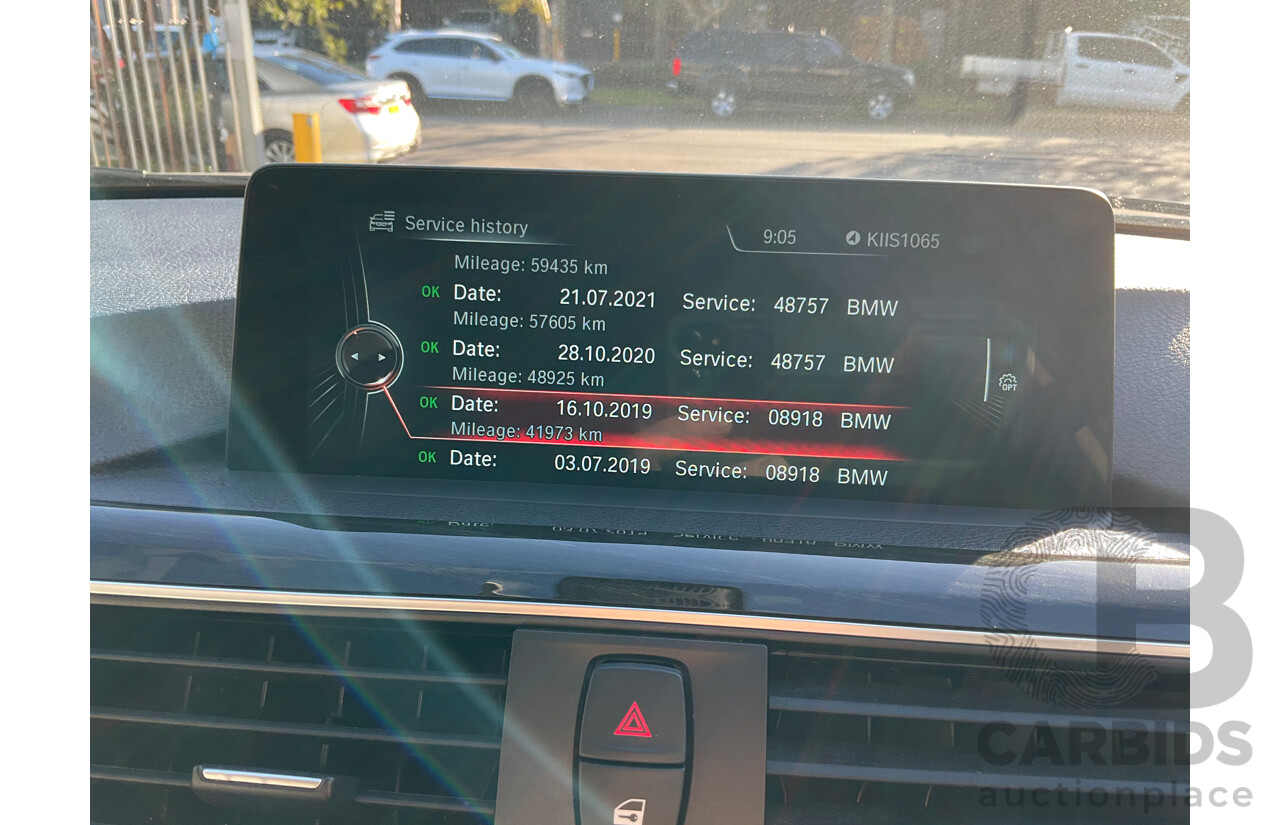 Service history
9:05 KIIS1065
Mileage: 59435 km
OK Date: 21.07.2021 Service: 48757 BMW
Mileage: 57605 km
OK Date: 28.10.2020 Service: 48757 BMW
Mileage: 48925 km
OPT
OK Date: 16.10.2019 Service: 08918 BMW
Mileage: 41973 km
OK Date: 03.07.2019 Service: 08918 BMW
B
CARBIDS
auctionplace